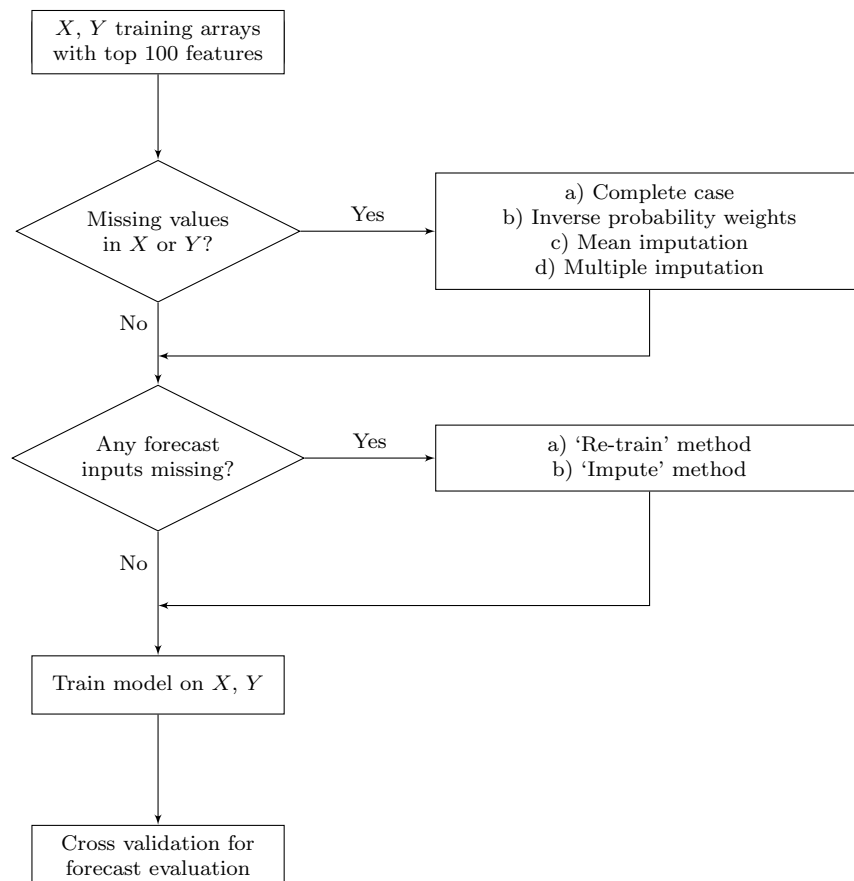 X, Y training arrays
with top 100 features
Missing values
in X or Y?
Yes
a) Complete case
b) Inverse probability weights
c) Mean imputation
d) Multiple imputation
No
Any forecast
inputs missing?
Yes
a) ‘Re-train’ method
b) ‘Impute’ method
No
Train model on X, Y
Cross validation for
forecast evaluation